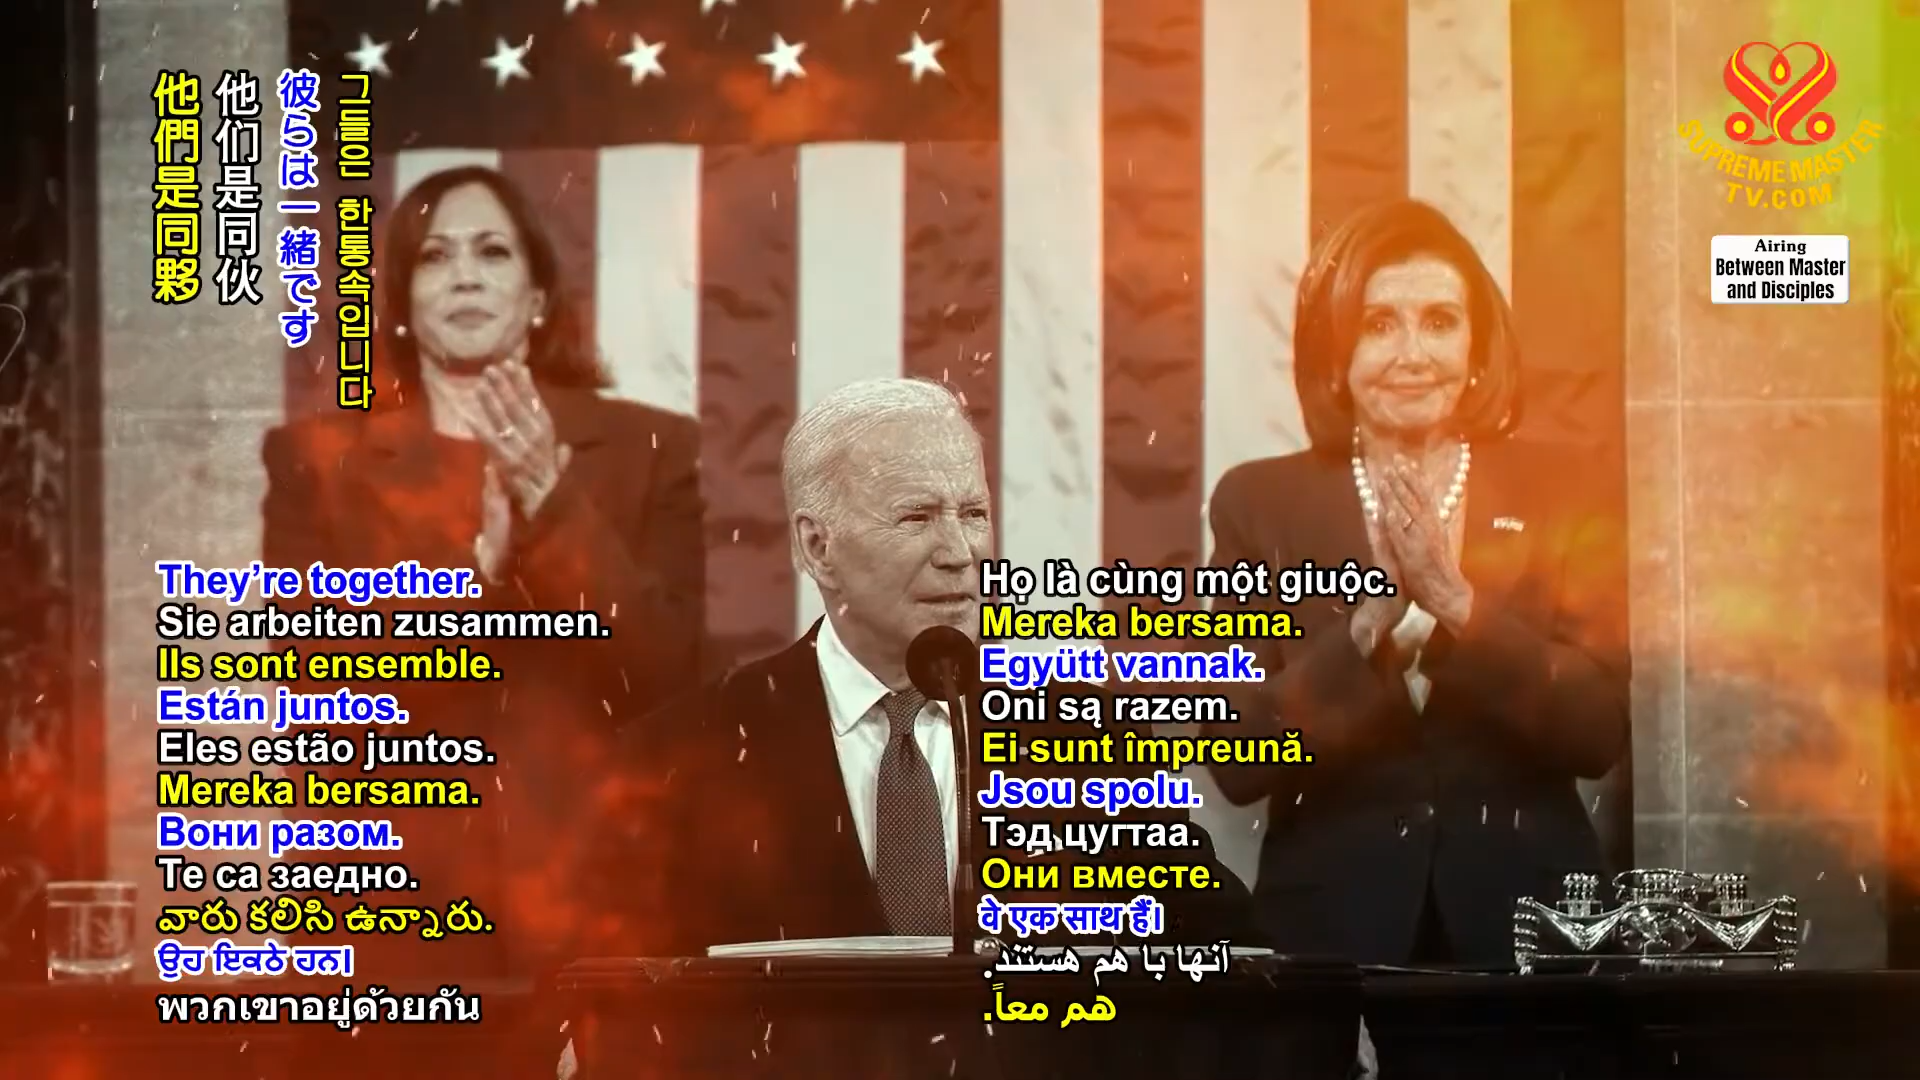 他們是同夥
他们是同伙
彼らは一緒です
그들은 한통속입니다
SUPREME MASTER
TV.COM
Airing
Between Master
and Disciples
They’re together.
Sie arbeiten zusammen.
Ils sont ensemble.
Están juntos.
Eles estão juntos.
Mereka bersama.
Вони разом.
Те са заедно.
వారు కలిసి ఉన్నారు.
ਉਹ ਇਕਠੇ ਹਨ।
พวกเขาอยู่ด้วยกัน
Họ là cùng một giuộc.
Mereka bersama.
Együtt vannak.
Oni są razem.
Ei sunt împreună.
Jsou spolu.
Тэд цугтаа.
Они вместе.
वे एक साथ हैं।
آنها با هم هستند.
هم معاً.